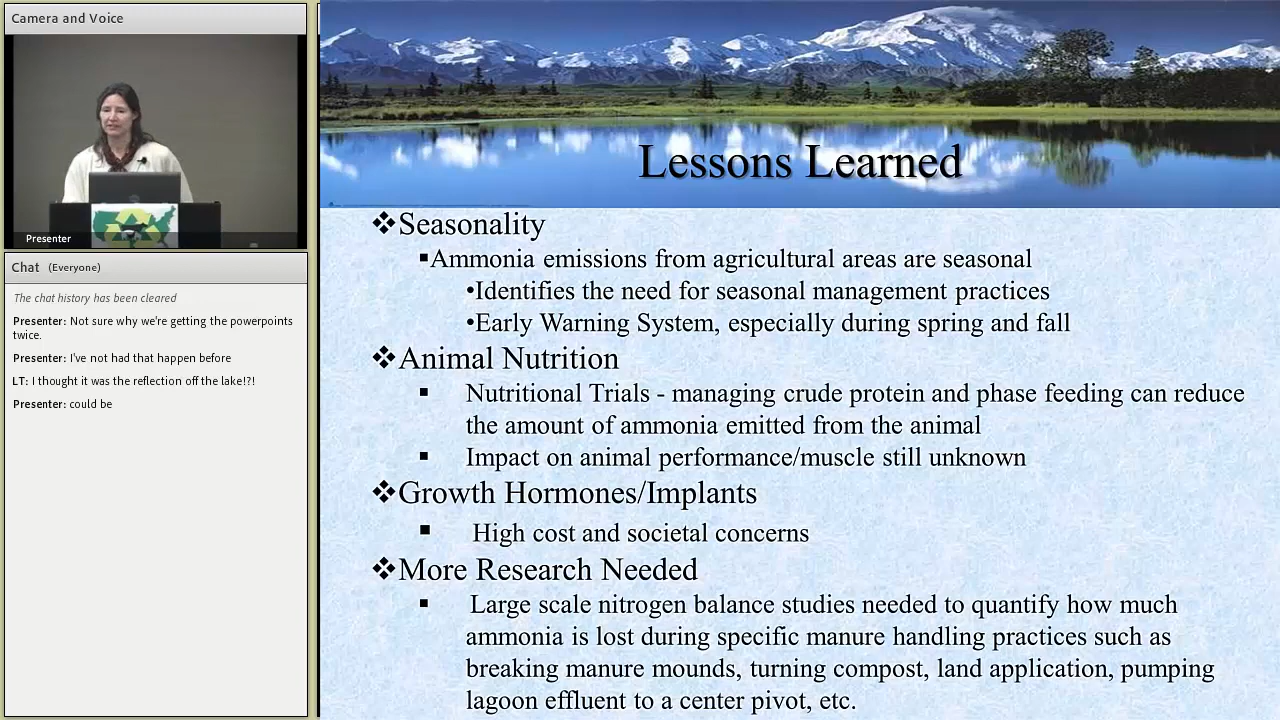 Camera and Voice
Presenter
Chat (Everyone)
The chat history has been cleared
Presenter: Not sure why we're getting the powerpoints
twice.
Presenter: I've not had that happen before
LT: I thought it was the reflection off the lake!?!
Presenter: could be
Lessons Learned
❖Seasonality
▪Ammonia emissions from agricultural areas are seasonal
•Identifies the need for seasonal management practices
•Early Warning System, especially during spring and fall
❖Animal Nutrition
▪ Nutritional Trials - managing crude protein and phase feeding can reduce
the amount of ammonia emitted from the animal
▪ Impact on animal performance/muscle still unknown
❖Growth Hormones/Implants
▪ High cost and societal concerns
❖More Research Needed
▪ Large scale nitrogen balance studies needed to quantify how much
ammonia is lost during specific manure handling practices such as
breaking manure mounds, turning compost, land application, pumping
lagoon effluent to a center pivot, etc.